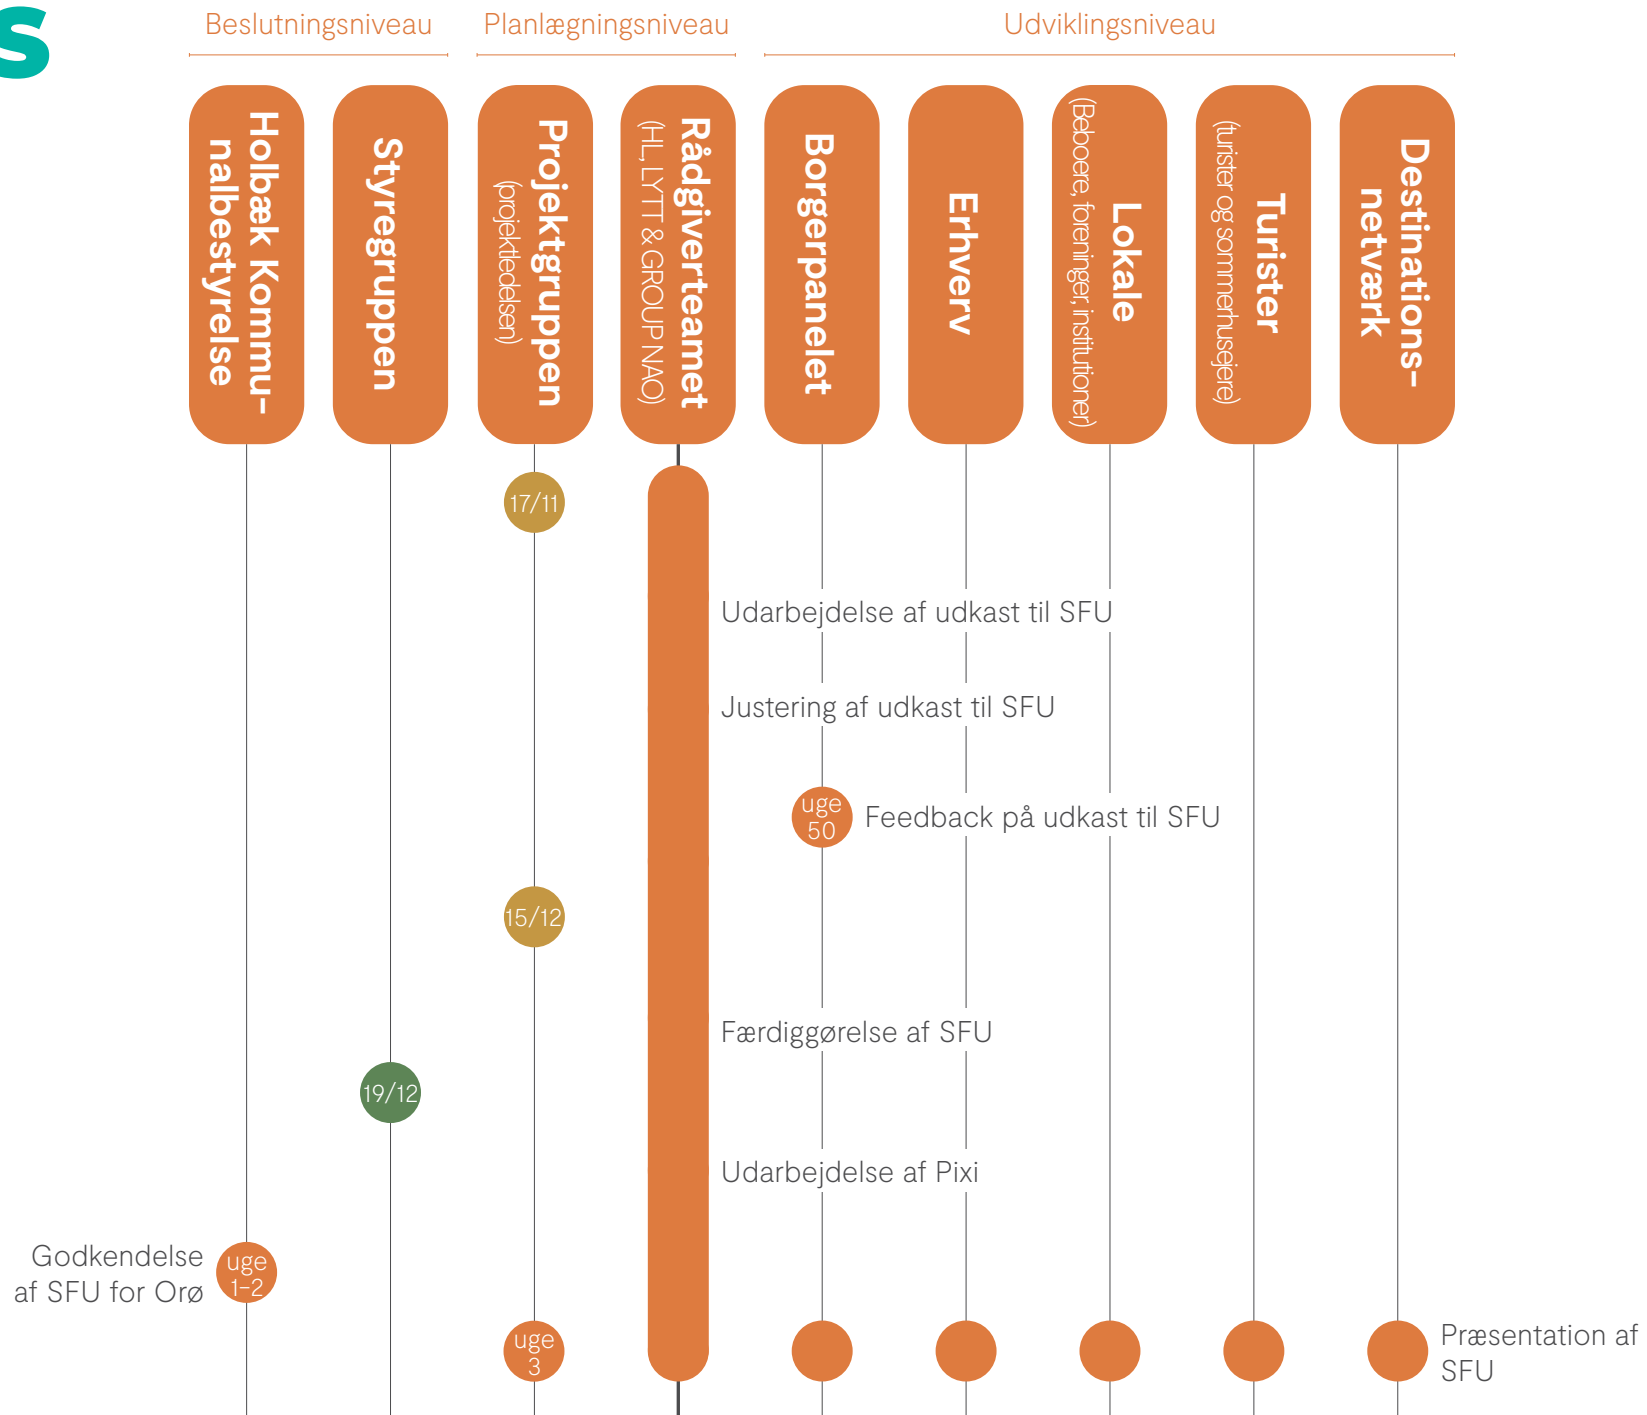 s
Beslutningsniveau
Planlægningsniveau
Udviklingsniveau
Holbæk Kommu-
nalbestyrelse
Styregruppen
Projektgruppen
(projektledelsen)
Rådgiverteamet
(HL, LYTT & GROUP NAO)
Borgerpanelet
Erhverv
Lokale
(Beboere, foreninger, institutioner)
Turister
(turister og sommerhusejere)
Destinations-
netværk
17/11
Udarbejdelse af udkast til SFU
Justering af udkast til SFU
uge
50
Feedback på udkast til SFU
15/12
Færdiggørelse af SFU
19/12
Udarbejdelse af Pixi
Godkendelse
af SFU for Orø
uge
1-2
uge
3
Præsentation af
SFU